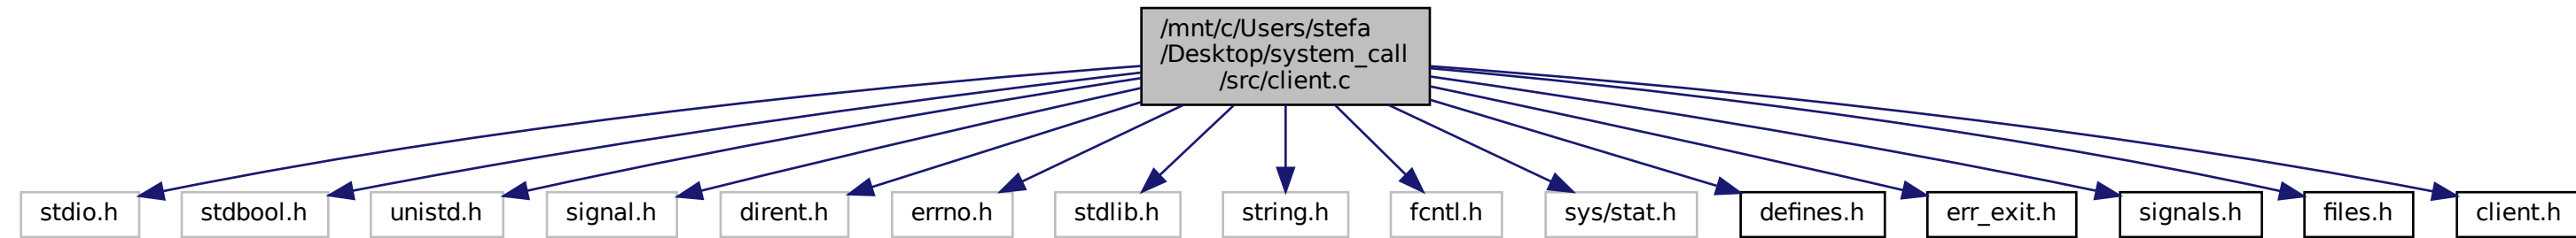 /mnt/c/Users/stefa
/Desktop/system_call
/src/client.c
stdio.h
stdbool.h
unistd.h
signal.h
dirent.h
errno.h
stdlib.h
string.h
fcntl.h
sys/stat.h
defines.h
err_exit.h
signals.h
files.h
client.h